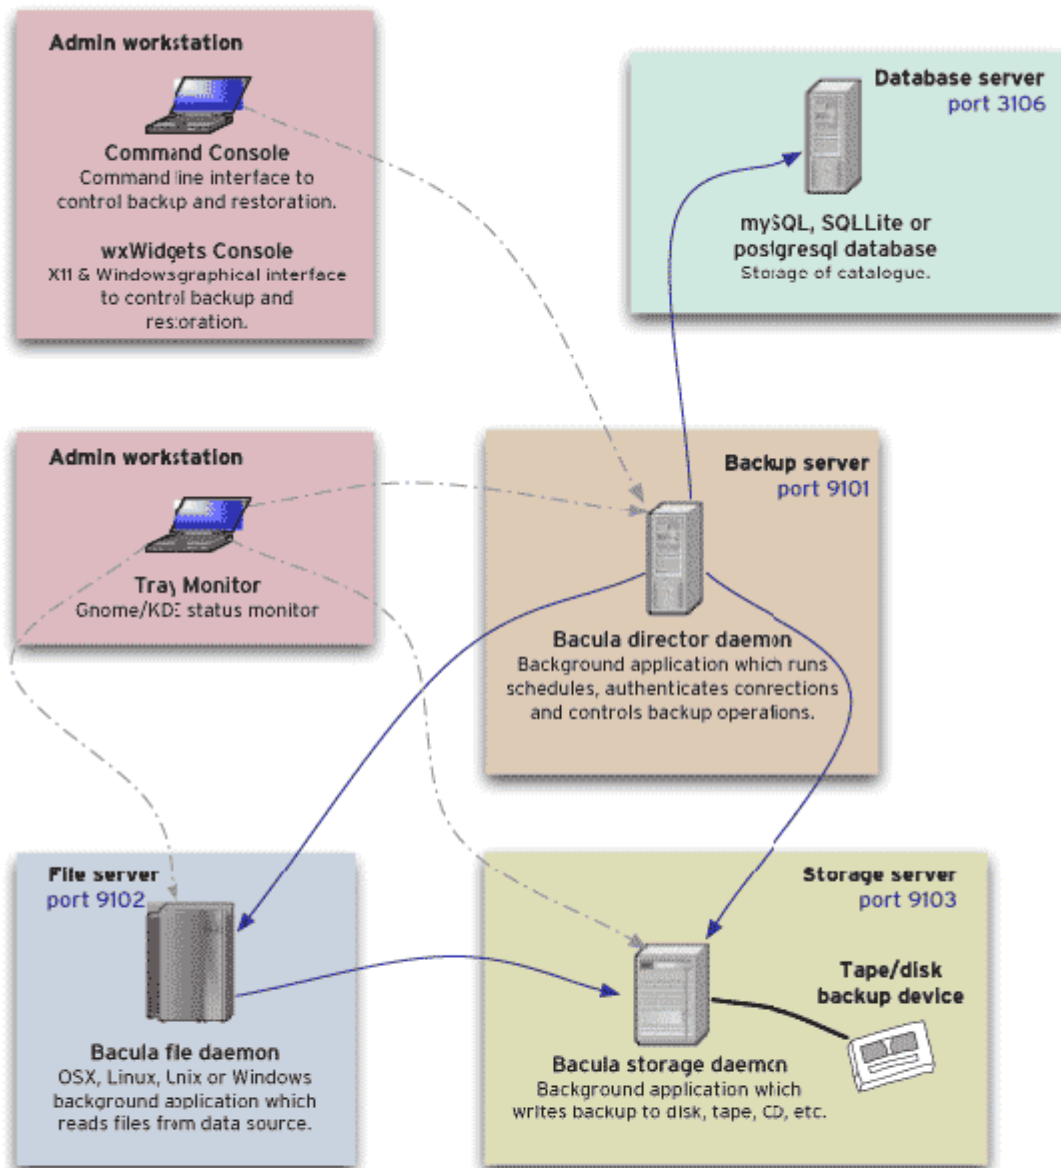 Admin workstation
Command Console
Command line interface to
control backup and restoration.
wxWidgets Console
X11 & Windowsgraphical interface
to control backup and
restoration.
Database server
port 3106
mySQL, SQLLite or
postgresql database
Storage of catalogue.
Admin workstation
Tray Monitor
Gnome/KDE status monitor
Backup server
port 9101
Bacula director daemon
Background application which runs
schedules, authenticates connections
and controls backup operations.
File server
port 9102
Bacula file daemon
OSX, Linux, Unix or Windows
background application which
reads files from data source.
Storage server
port 9103
Tape/disk
backup device
Bacula storage daemon
Background application which
writes backup to disk, tape, CD, etc.